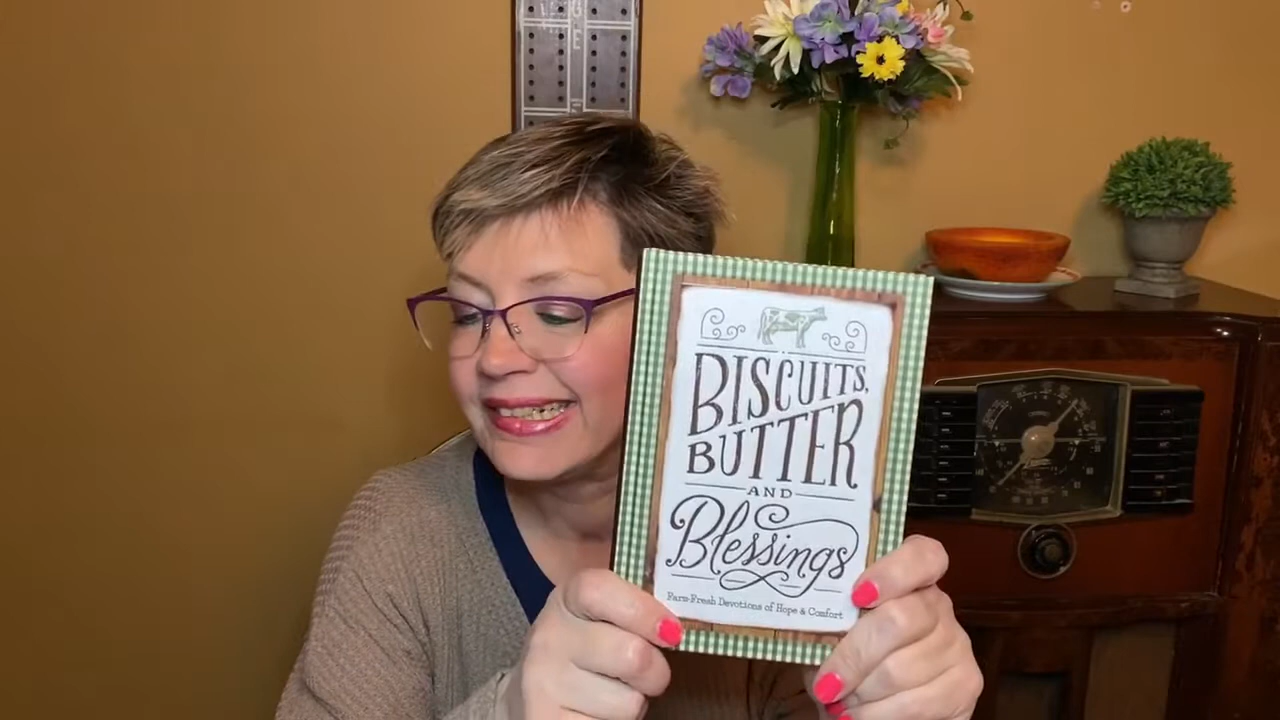 BISCUITS,
BUTTER
AND
Blessings
Farm-Fresh Devotions of Hope & Comfort